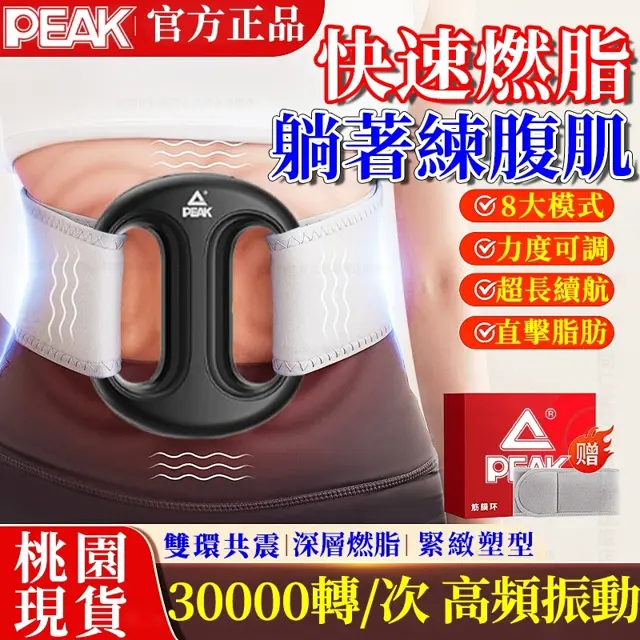 PEAK 官方正品
快速燃脂
躺著練腹肌
PEAK
8大模式
力度可調
超長續航
直擊脂肪
PEAK
赠
筋膜环
雙環共震|深層燃脂|緊緻塑型
桃園
現貨
30000轉/次 高頻振動